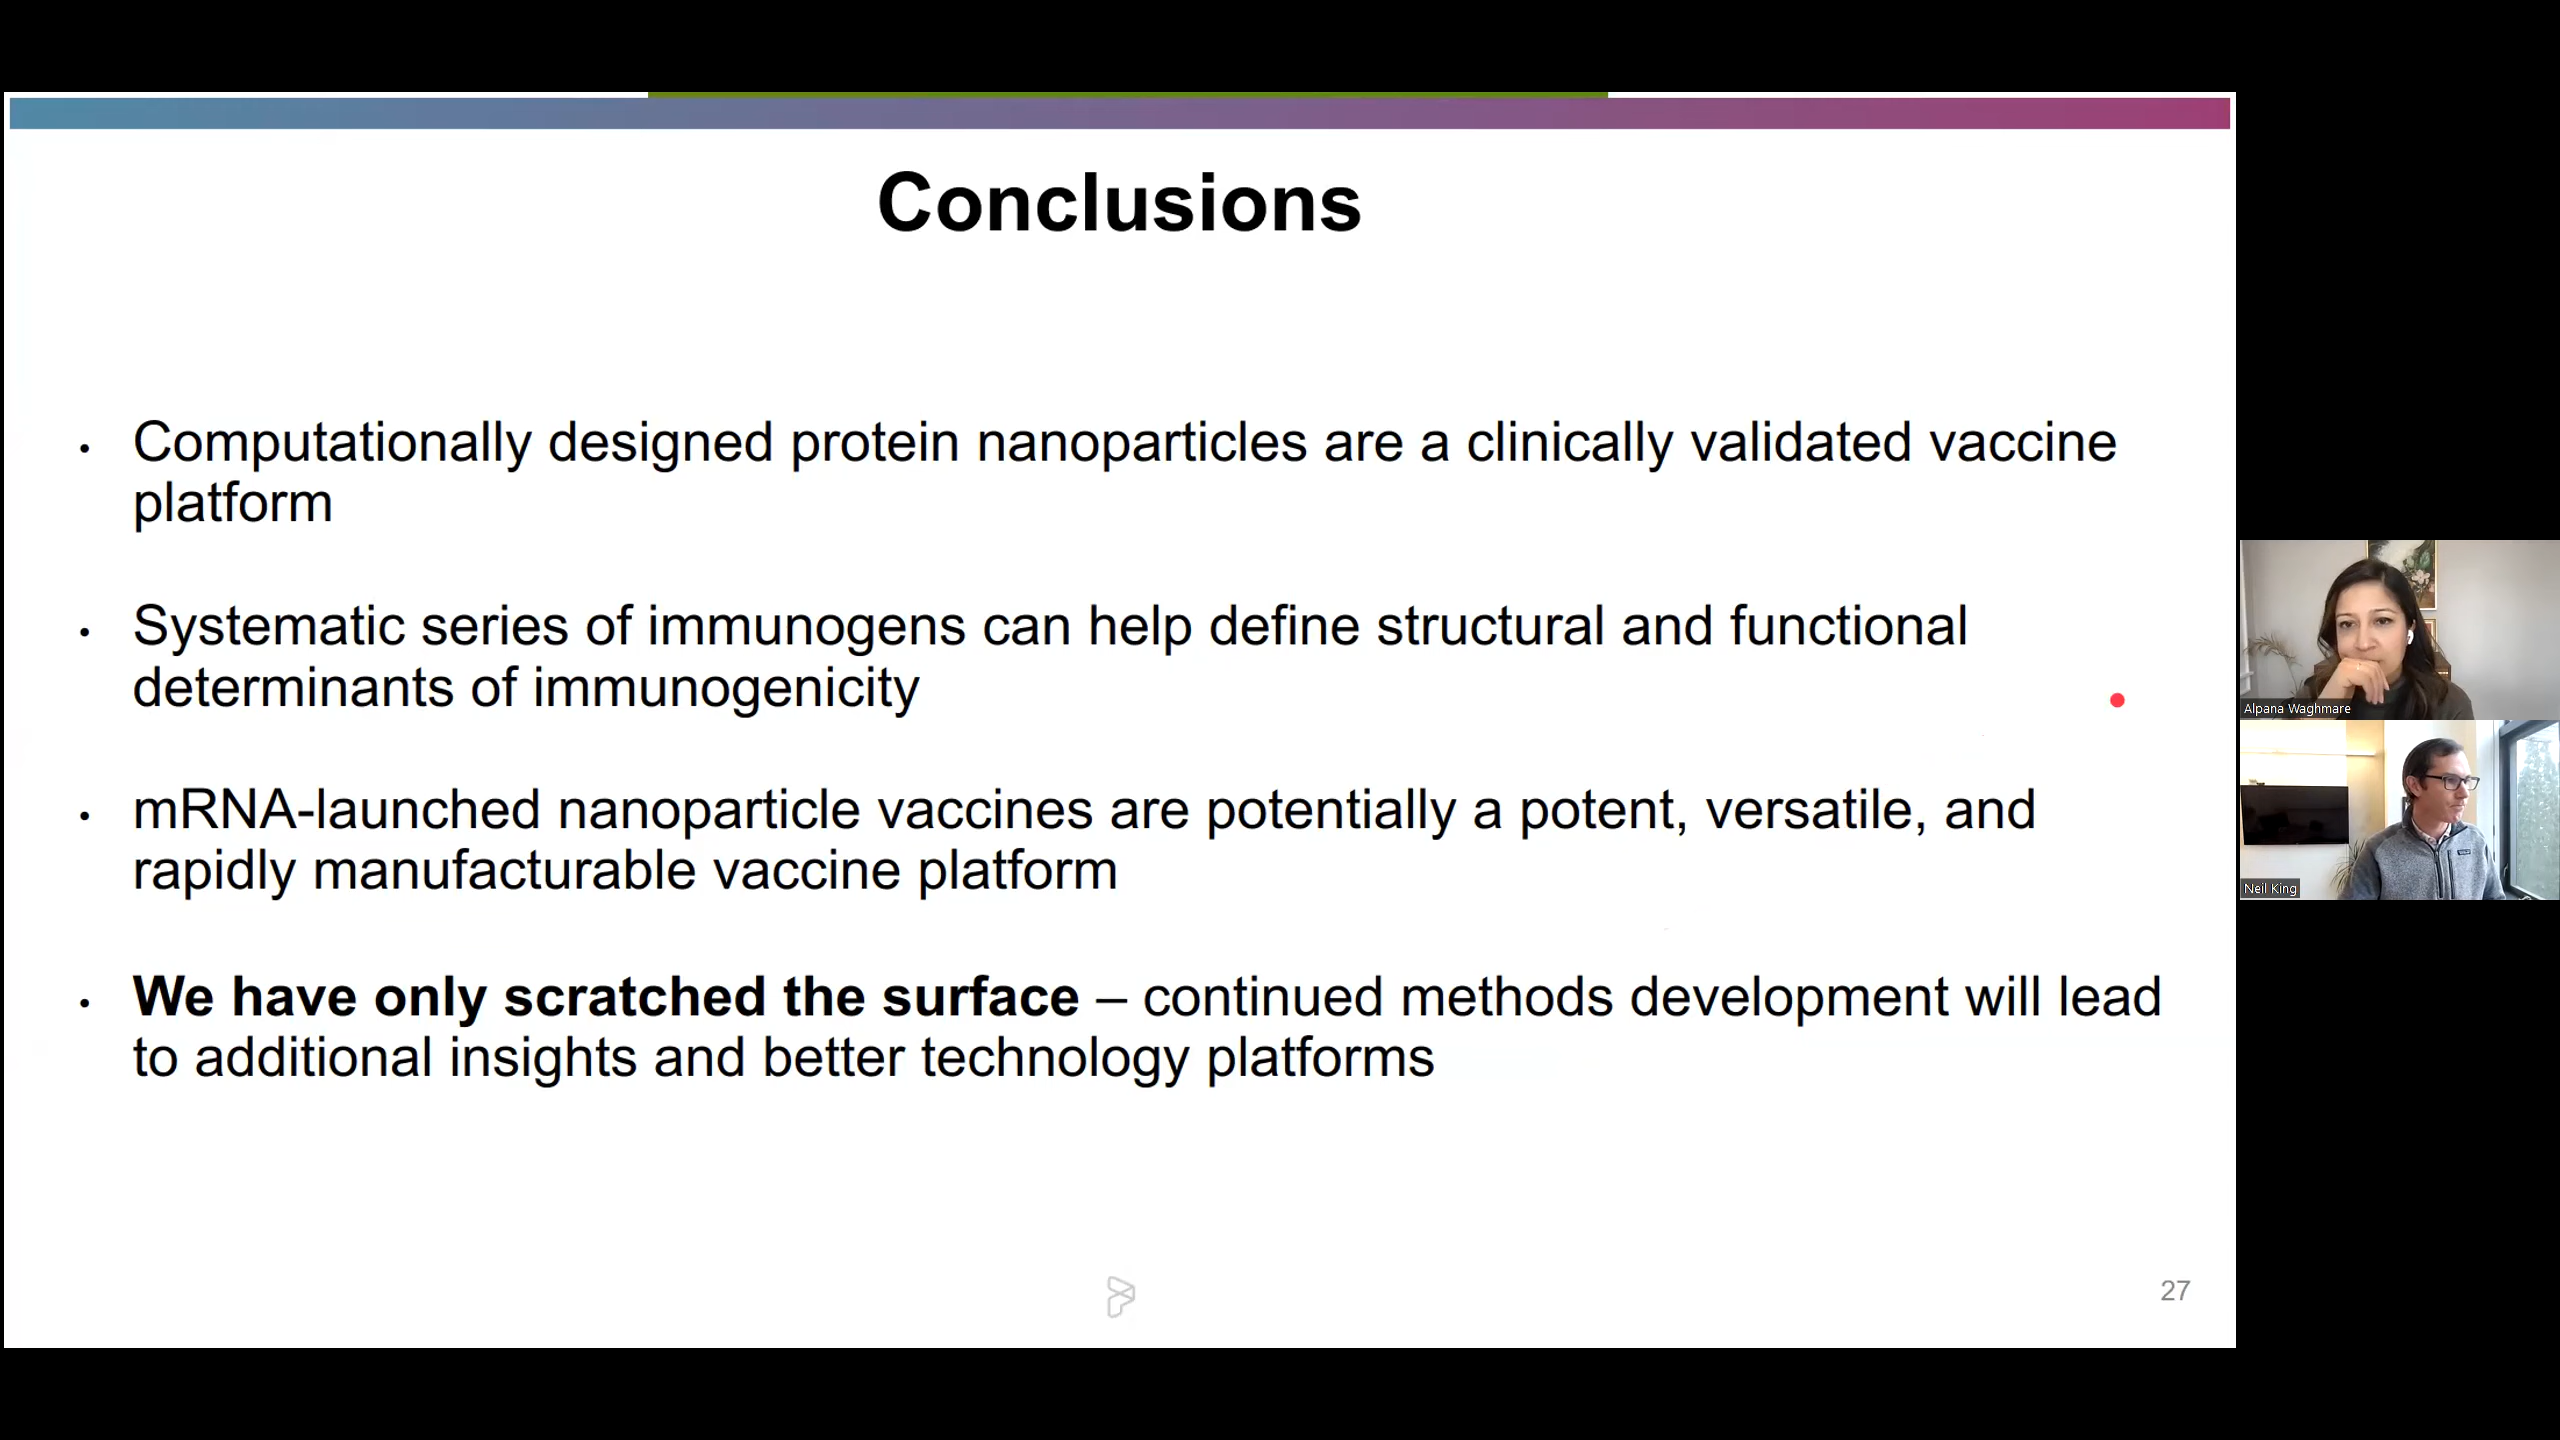 Conclusions
• Computationally designed protein nanoparticles are a clinically validated vaccine
platform
• Systematic series of immunogens can help define structural and functional
determinants of immunogenicity
• mRNA-launched nanoparticle vaccines are potentially a potent, versatile, and
rapidly manufacturable vaccine platform
• We have only scratched the surface – continued methods development will lead
to additional insights and better technology platforms
27
Alpana Waghmare
Neil King